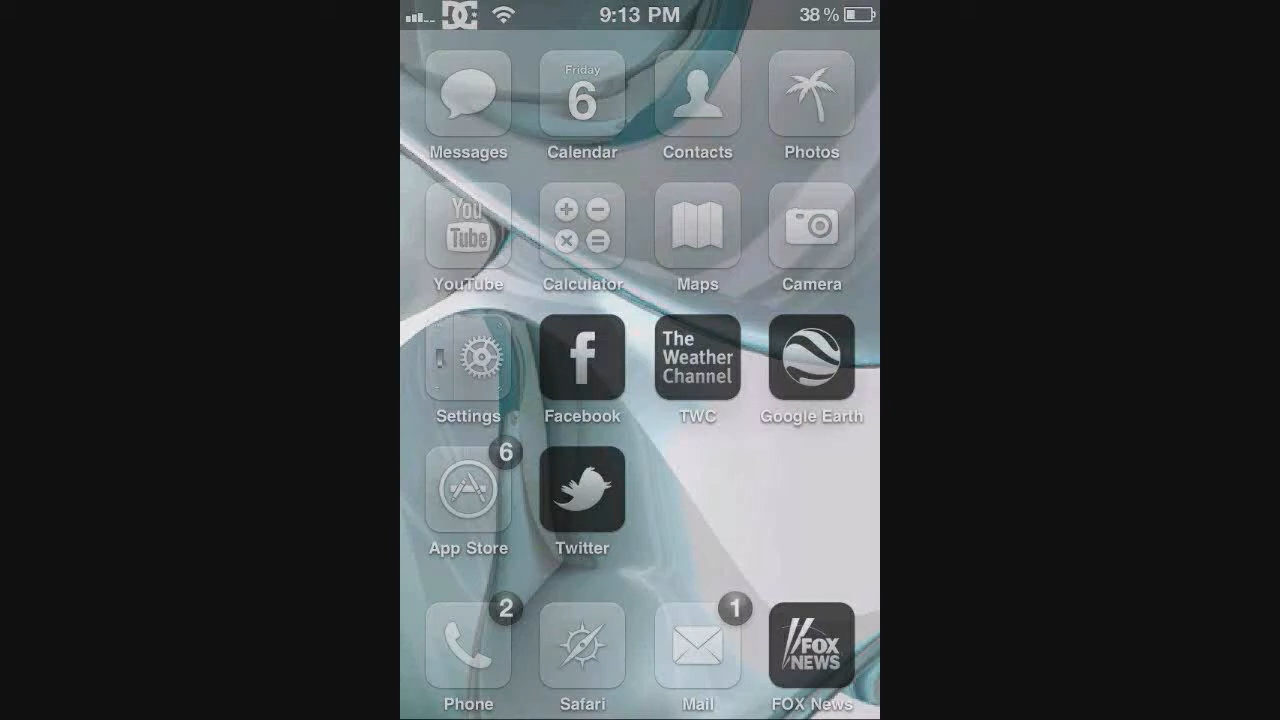 DC 9:13 PM 38 %
Friday
6
Messages Calendar Contacts Photos
You
Tube
YouTube Calculator Maps Camera
f The
Weather
Channel
Settings Facebook TWC Google Earth
6
App Store Twitter
2 1
FOX
NEWS
Phone Safari Mail FOX News